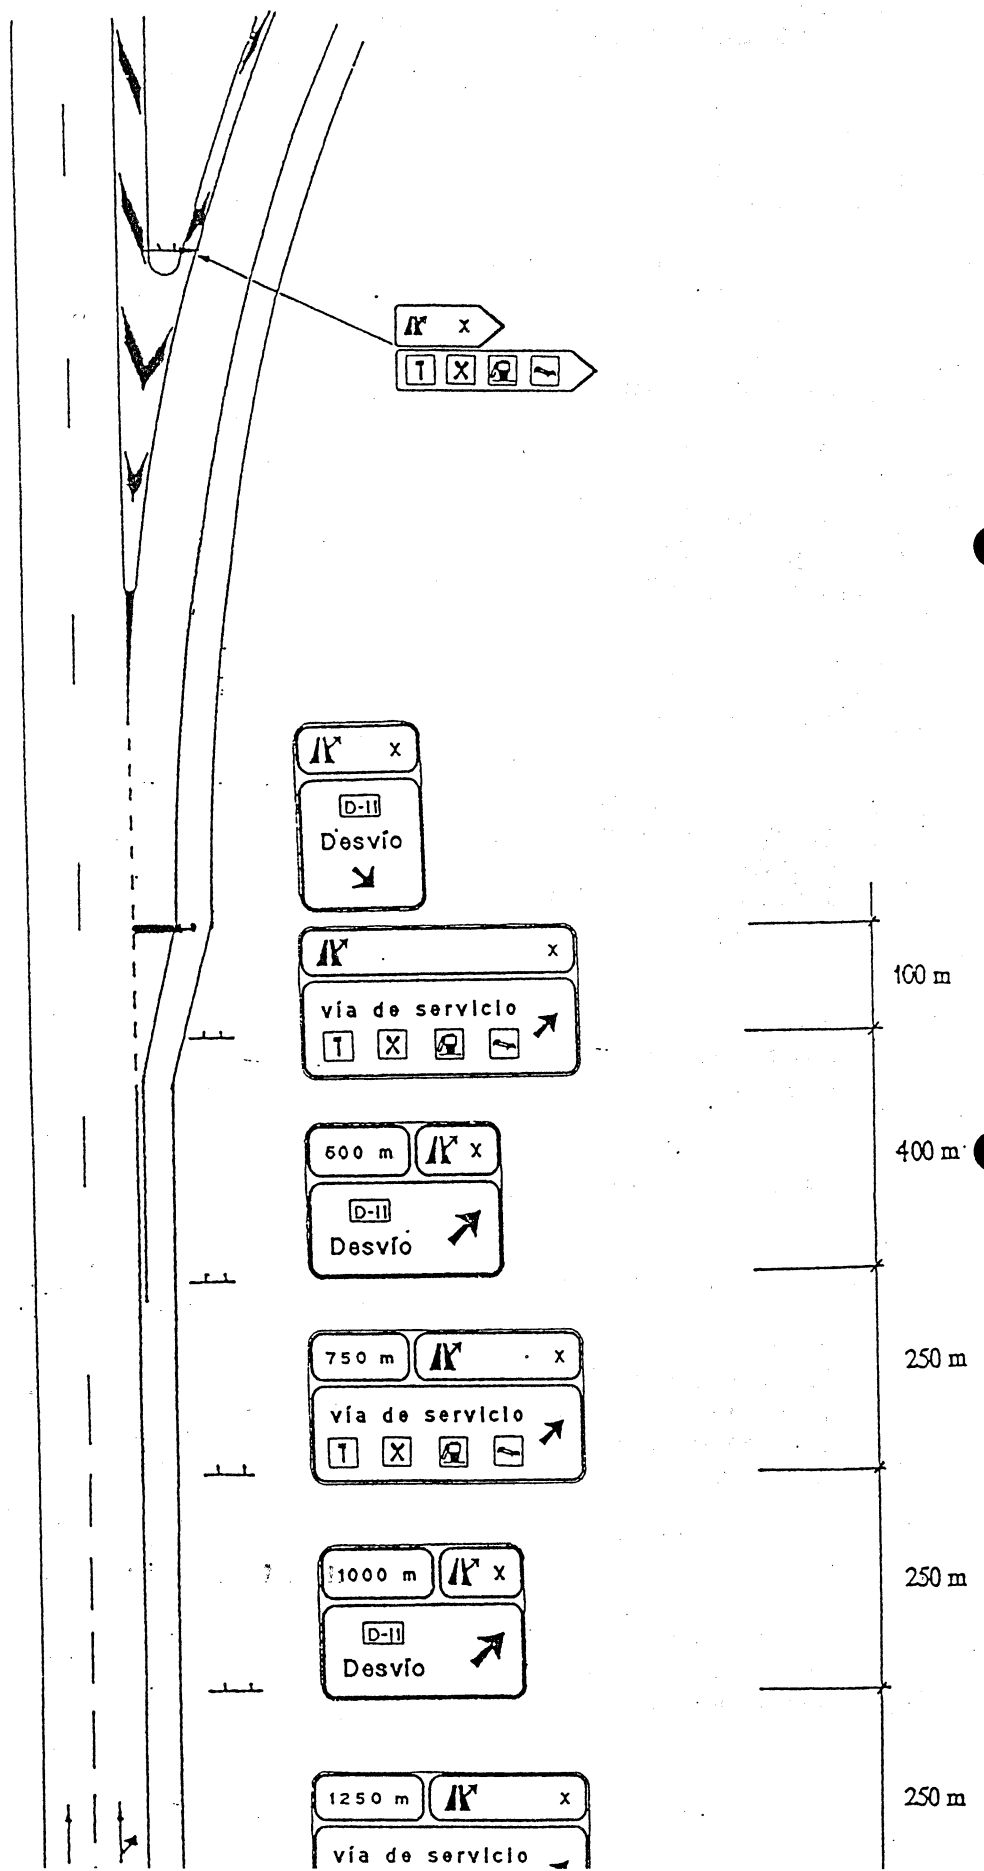 X
T X
X
D-11
Desvío
X
vía de servicio
T X
100 m
500 m X
400 m
D-11
Desvío
750 m X
250 m
vía de servicio
T X
1000 m X
250 m
D-11
Desvío
1250 m X
250 m
vía de servicio